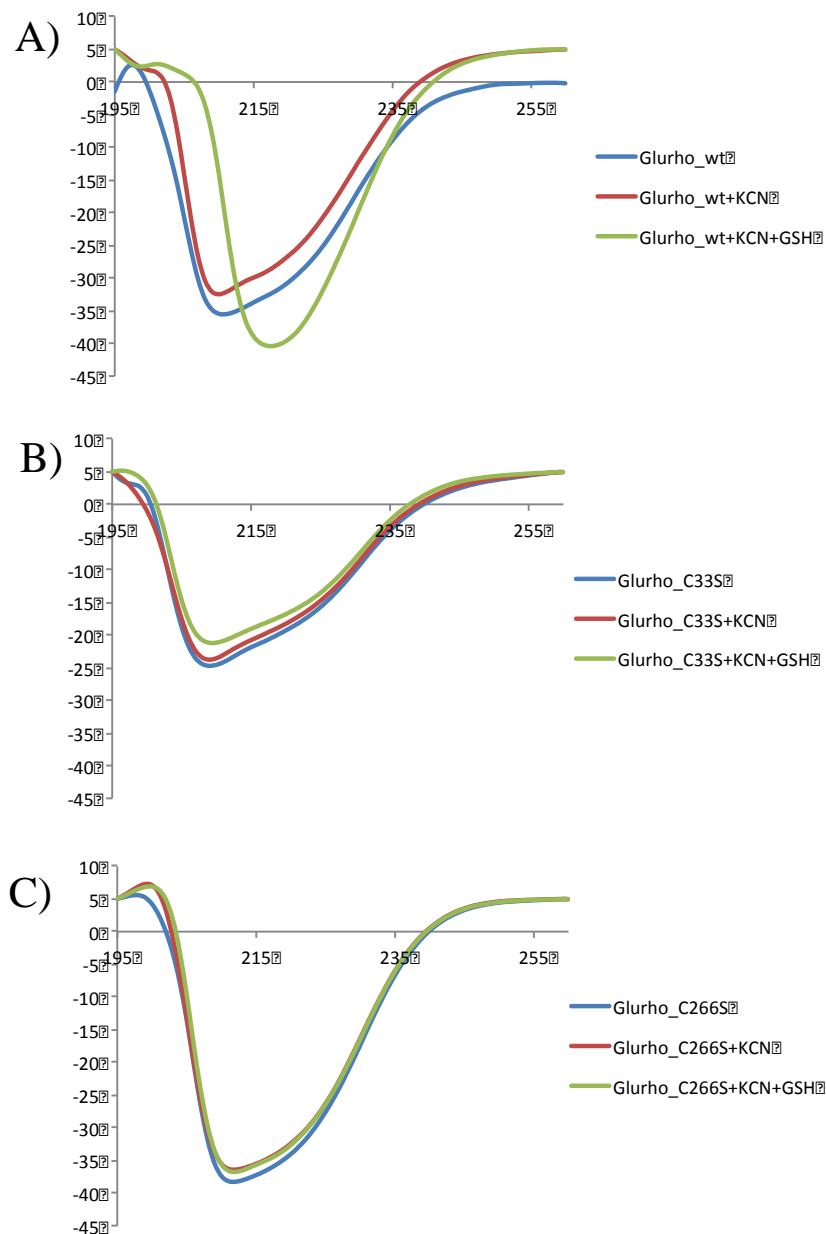 A)
10
5
0
-5
-10
-15
-20
-25
-30
-35
-40
-45
195 215 235 255
Glurho_wt
Glurho_wt+KCN
Glurho_wt+KCN+GSH
B)
10
5
0
-5
-10
-15
-20
-25
-30
-35
-40
-45
195 215 235 255
Glurho_C33S
Glurho_C33S+KCN
Glurho_C33S+KCN+GSH
C)
10
5
0
-5
-10
-15
-20
-25
-30
-35
-40
-45
195 215 235 255
Glurho_C266S
Glurho_C266S+KCN
Glurho_C266S+KCN+GSH